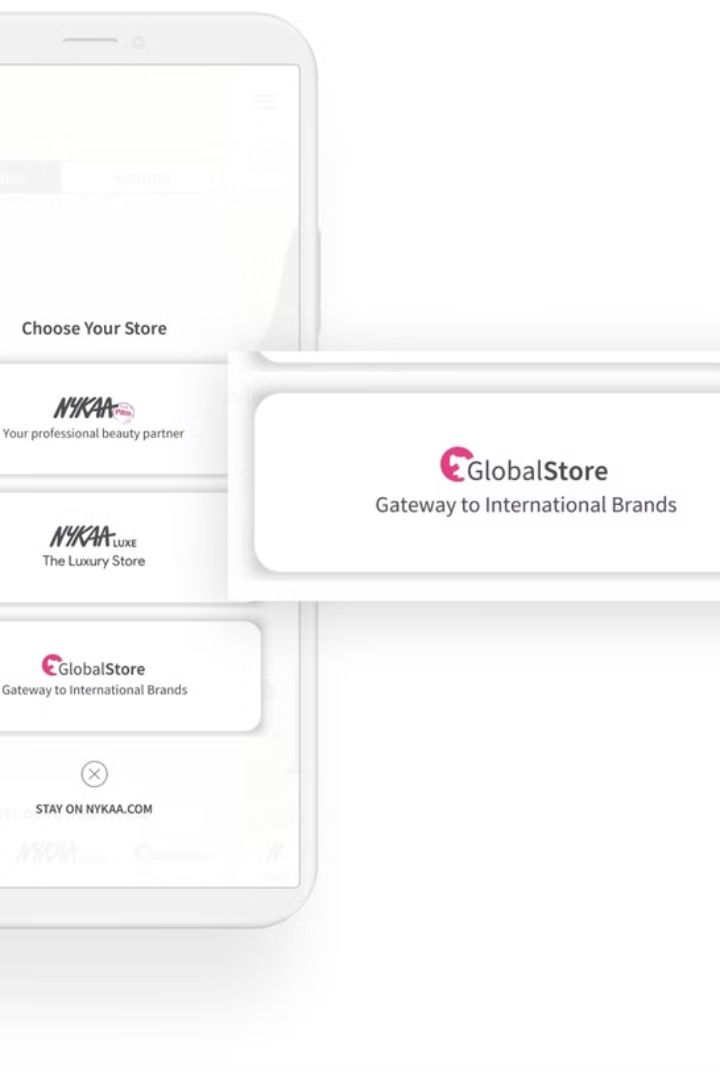 Choose Your Store
NYKAA PRO
Your professional beauty partner
NYKAA LUXE
The Luxury Store
GlobalStore
Gateway to International Brands
STAY ON NYKAA.COM
NYKAA
N
GlobalStore
Gateway to International Brands